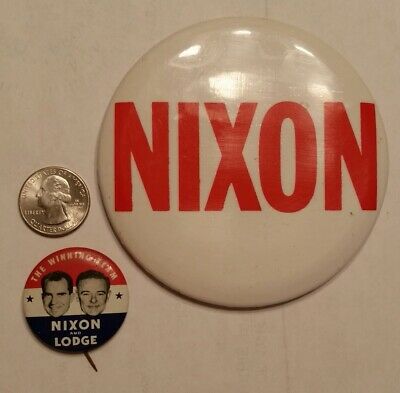 NIXON
UNITED STATES OF AMERICA
LIBERTY
QUARTER DOLLAR
THE WINNING TEAM
NIXON
AND
LODGE